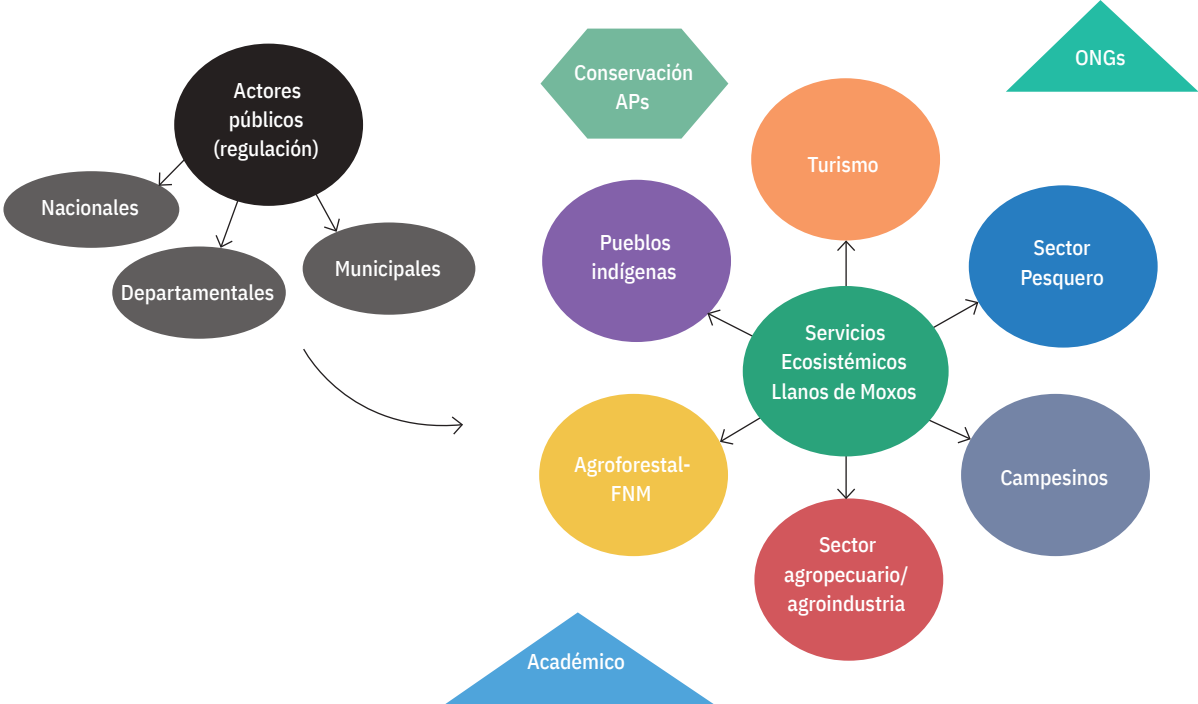 Actores
públicos
(regulación)
Nacionales
Departamentales
Municipales
Conservación
APs
ONGs
Turismo
Pueblos
indígenas
Sector
Pesquero
Servicios
Ecosistémicos
Llanos de Moxos
Agroforestal-
FNM
Campesinos
Sector
agropecuario/
agroindustria
Académico